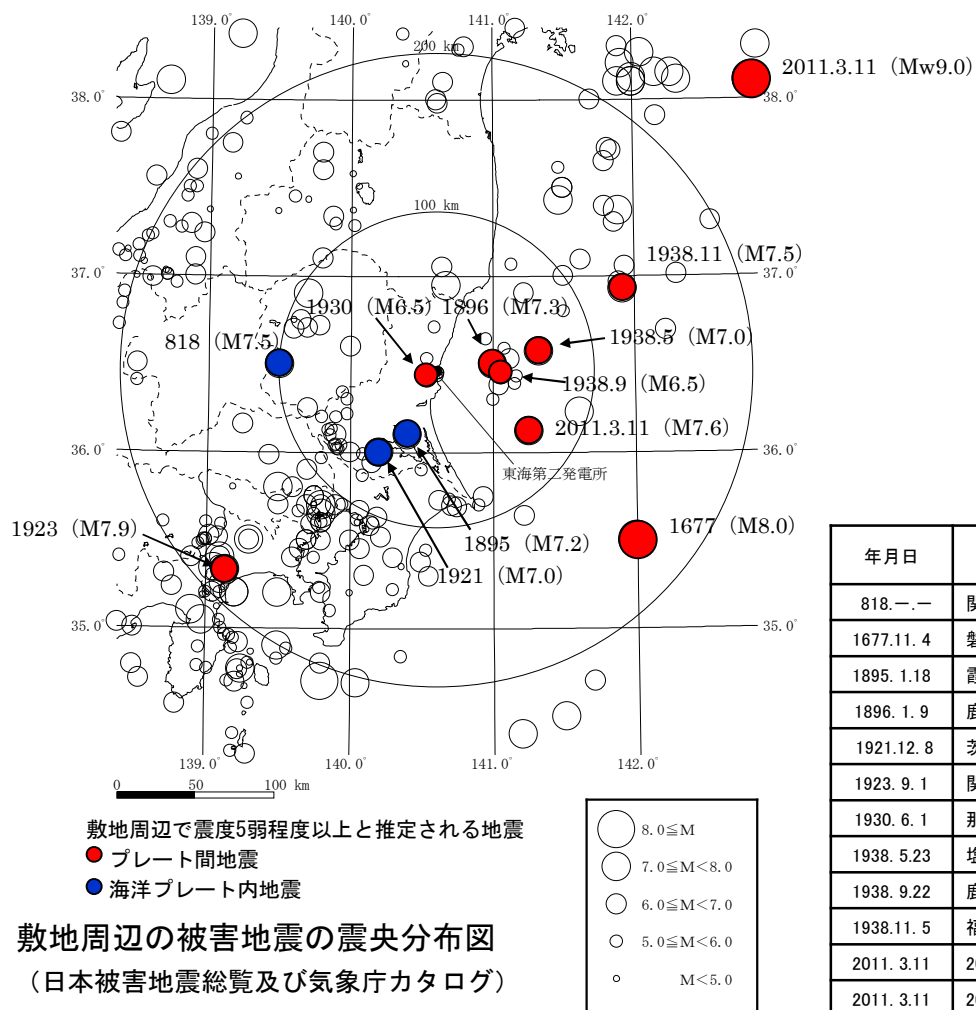 139.0°
140.0°
141.0°
142.0°
200 km
2011.3.11（Mw9.0）
38.0°
38.0°
100 km
1938.11（M7.5）
37.0°
37.0°
1930（M6.5）
1896（M7.3）
818（M7.5）
1938.5（M7.0）
1938.9（M6.5）
2011.3.11（M7.6）
36.0°
36.0°
東海第二発電所
1923（M7.9）
1895（M7.2）
1677（M8.0）
1921（M7.0）
35.0°
35.0°
139.0°
140.0°
141.0°
142.0°
0 50 100 km
敷地周辺で震度5弱程度以上と推定される地震
プレート間地震
海洋プレート内地震
敷地周辺の被害地震の震央分布図
（日本被害地震総覧及び気象庁カタログ）
8.0≦M
7.0≦M<8.0
6.0≦M<7.0
5.0≦M<6.0
M<5.0
年月日
818.－.－
1677.11. 4
1895. 1.18
1896. 1. 9
1921.12. 8
1923. 9. 1
1930. 6. 1
1938. 5.23
1938. 9.22
1938.11. 5
2011. 3.11
2011. 3.11